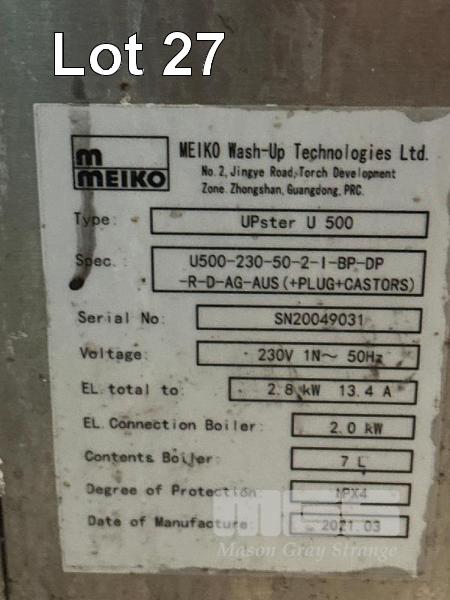 Lot 27
m
MEIKO
MEIKO Wash-Up Technologies Ltd.
No. 2, Jingye Road, Torch Development
Zone. Zhongshan, Guangdong, PRC.
Type: UPster U 500
Spec.: U500-230-50-2-I-BP-DP
-R-D-AG-AUS(+PLUG+CASTORS)
Serial No: SN20049031
Voltage: 230V 1N~ 50Hz
EL total to: 2.8 kW 13.4 A
EL Connection Boiler: 2.0 kW
Contents Boiler: 7 L
Degree of Protection: IPX4
Date of Manufacture: 2021.03
MGS
Mason Gray Strange